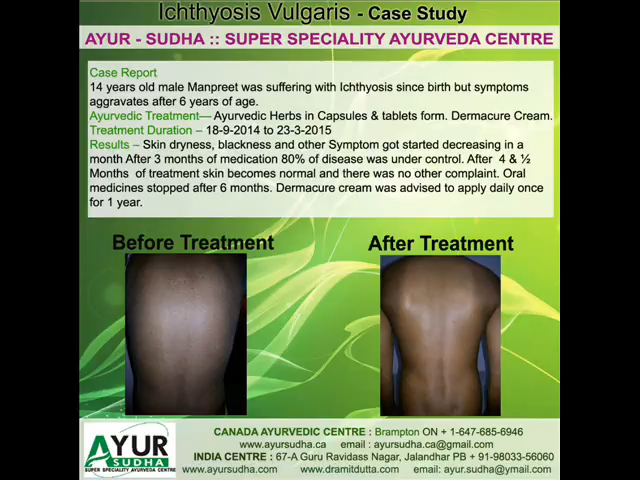 Ichthyosis Vulgaris - Case Study
AYUR - SUDHA :: SUPER SPECIALITY AYURVEDA CENTRE
Case Report
14 years old male Manpreet was suffering with Ichthyosis since birth but symptoms
aggravates after 6 years of age.
Ayurvedic Treatment— Ayurvedic Herbs in Capsules & tablets form. Dermacure Cream.
Treatment Duration – 18-9-2014 to 23-3-2015
Results – Skin dryness, blackness and other Symptom got started decreasing in a
month After 3 months of medication 80% of disease was under control. After 4 & ½
Months of treatment skin becomes normal and there was no other complaint. Oral
medicines stopped after 6 months. Dermacure cream was advised to apply daily once
for 1 year.
Before Treatment
After Treatment
AYUR
SUDHA
SUPER SPECIALITY AYURVEDA CENTRE
CANADA AYURVEDIC CENTRE : Brampton ON + 1-647-685-6946
www.ayursudha.ca email : ayursudha.ca@gmail.com
INDIA CENTRE : 67-A Guru Ravidass Nagar, Jalandhar PB + 91-98033-56060
www.ayursudha.com www.dramitdutta.com email: ayur.sudha@ymail.com